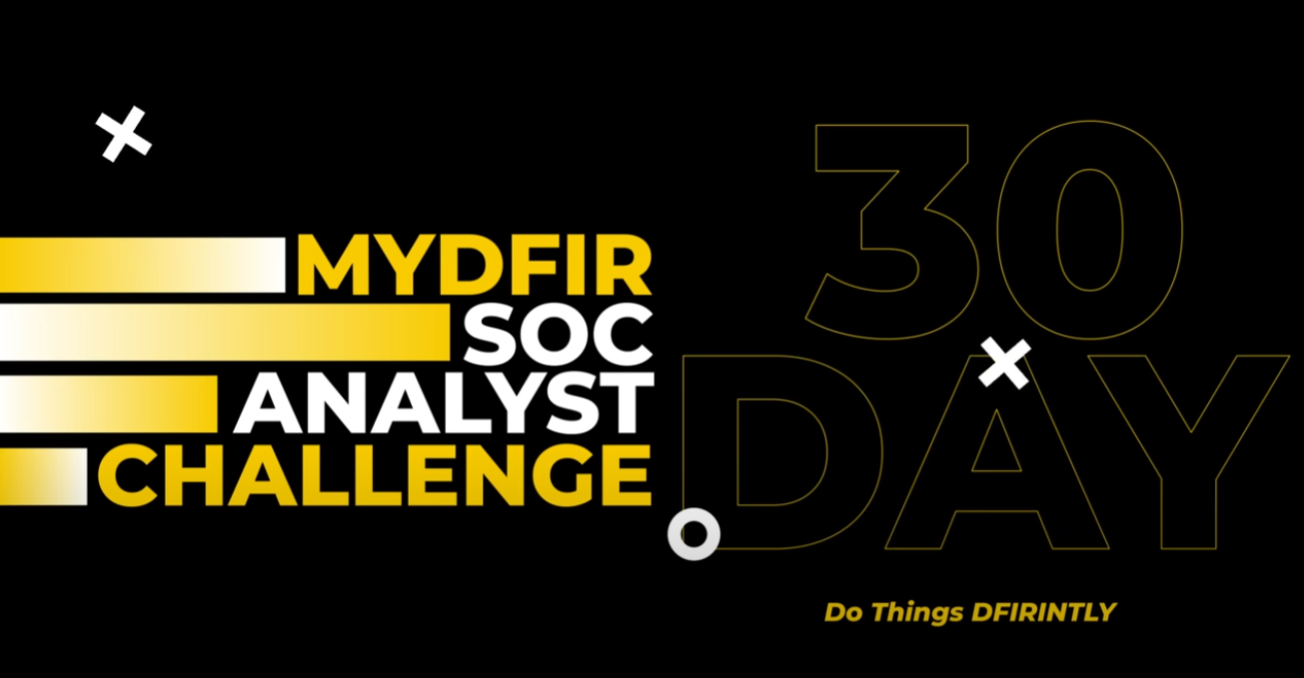 MYDFIR
SOC
ANALYST
CHALLENGE
30
DAY
Do Things DFIRINTLY